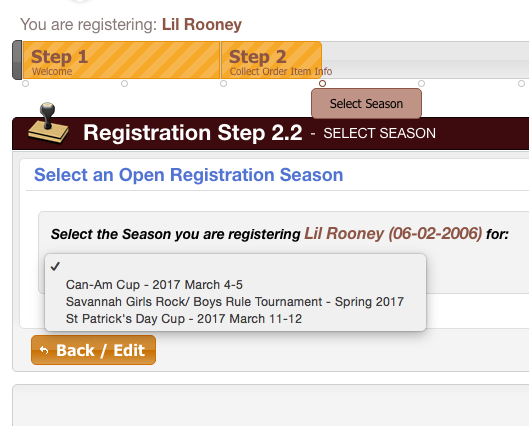 You are registering: Lil Rooney
Step 1
Welcome
Step 2
Collect Order Item Info
Select Season
Registration Step 2.2 - SELECT SEASON
Select an Open Registration Season
Select the Season you are registering Lil Rooney (06-02-2006) for:
✓
Can-Am Cup - 2017 March 4-5
Savannah Girls Rock/ Boys Rule Tournament - Spring 2017
St Patrick's Day Cup - 2017 March 11-12
Back / Edit